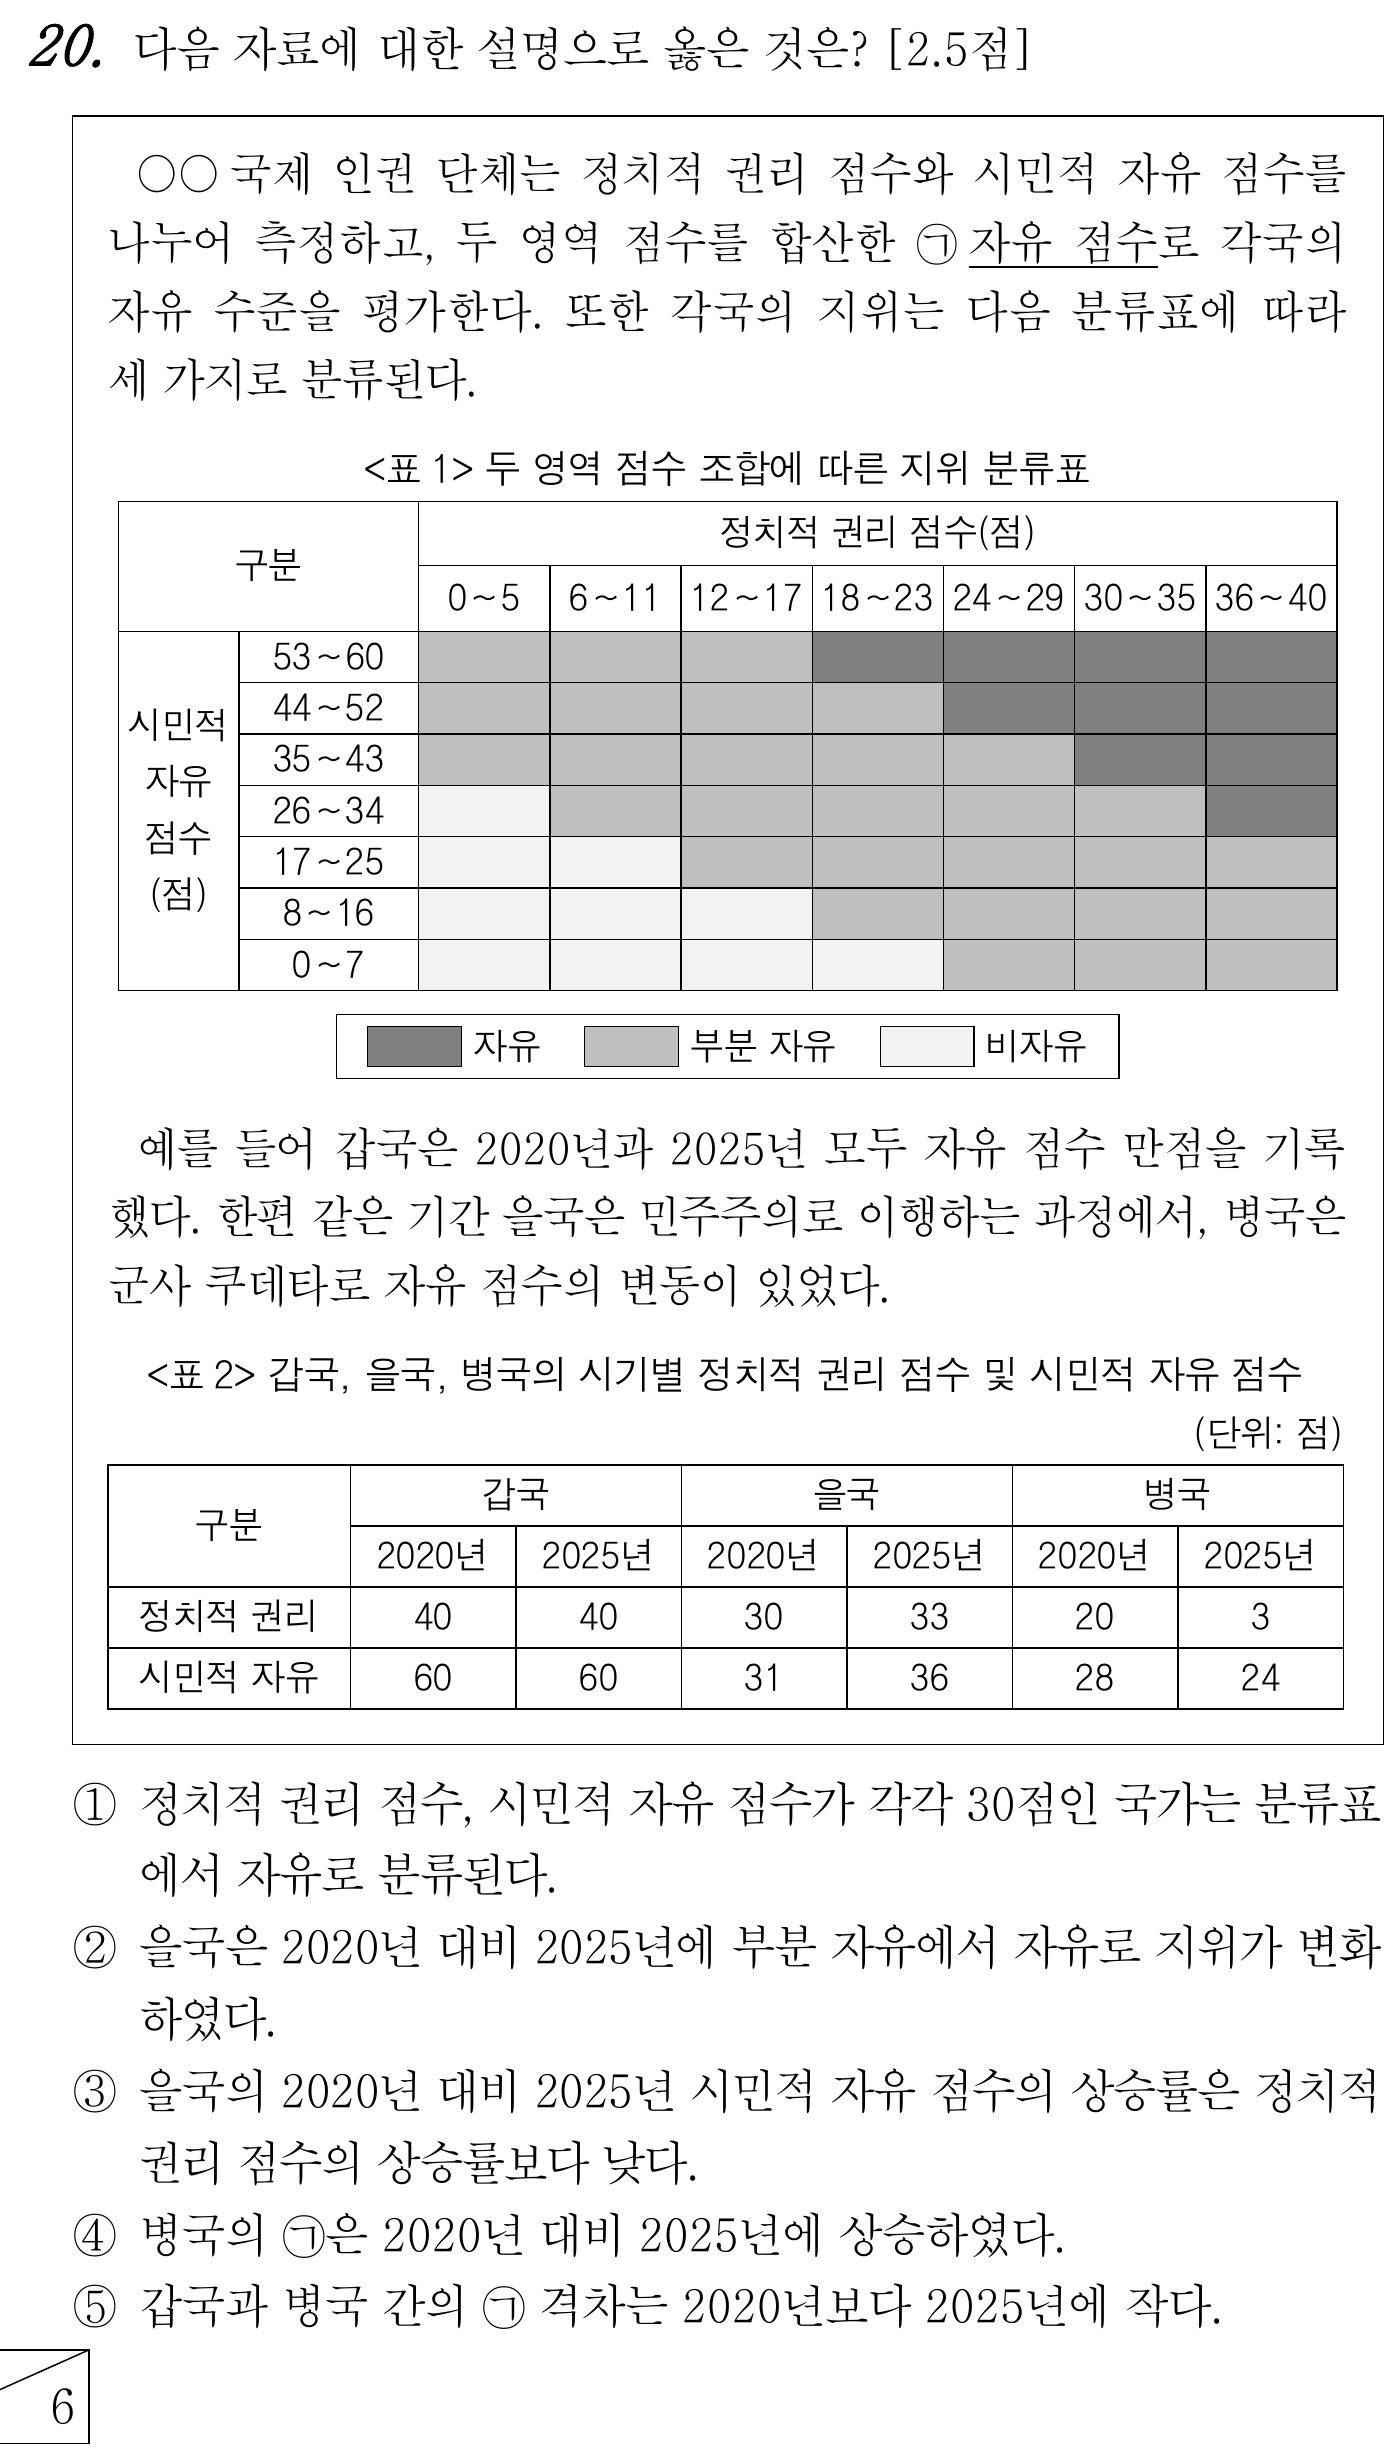 20. 다음 자료에 대한 설명으로 옳은 것은? [2.5점]
○○ 국제 인권 단체는 정치적 권리 점수와 시민적 자유 점수를
나누어 측정하고, 두 영역 점수를 합산한 ㉠ 자유 점수로 각국의
자유 수준을 평가한다. 또한 각국의 지위는 다음 분류표에 따라
세 가지로 분류된다.
<표 1> 두 영역 점수 조합에 따른 지위 분류표
구분
정치적 권리 점수(점)
0~5 6~11 12~17 18~23 24~29 30~35 36~40
시민적
자유
점수
(점)
53~60
44~52
35~43
26~34
17~25
8~16
0~7
자유 부분 자유 비자유
예를 들어 갑국은 2020년과 2025년 모두 자유 점수 만점을 기록
했다. 한편 같은 기간 을국은 민주주의로 이행하는 과정에서, 병국은
군사 쿠데타로 자유 점수의 변동이 있었다.
<표 2> 갑국, 을국, 병국의 시기별 정치적 권리 점수 및 시민적 자유 점수
(단위: 점)
구분 갑국 을국 병국
2020년 2025년 2020년 2025년 2020년 2025년
정치적 권리 40 40 30 33 20 3
시민적 자유 60 60 31 36 28 24
① 정치적 권리 점수, 시민적 자유 점수가 각각 30점인 국가는 분류표
에서 자유로 분류된다.
② 을국은 2020년 대비 2025년에 부분 자유에서 자유로 지위가 변화
하였다.
③ 을국의 2020년 대비 2025년 시민적 자유 점수의 상승률은 정치적
권리 점수의 상승률보다 낮다.
④ 병국의 ㉠은 2020년 대비 2025년에 상승하였다.
⑤ 갑국과 병국 간의 ㉠ 격차는 2020년보다 2025년에 작다.
6